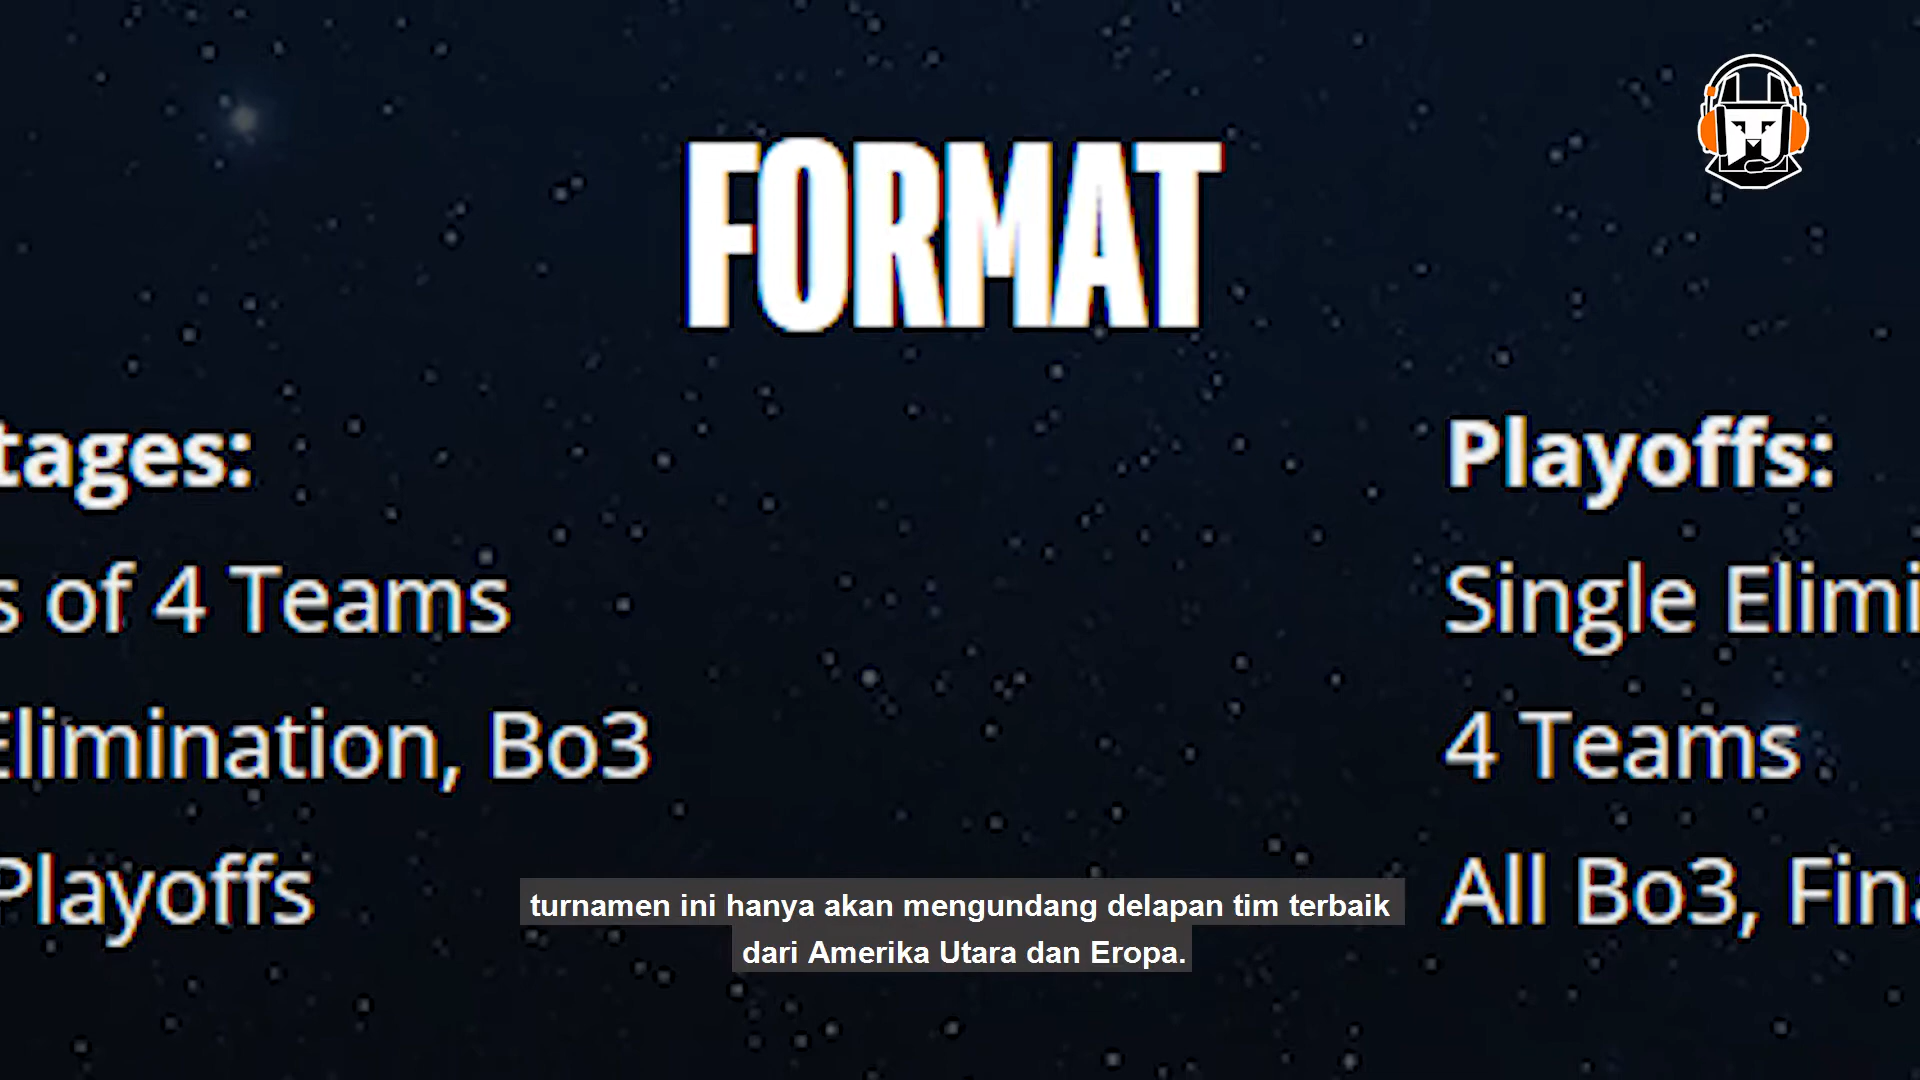 FORMAT
tages:
s of 4 Teams
Elimination, Bo3
Playoffs
Playoffs:
Single Elimi
4 Teams
All Bo3, Fina
turnamen ini hanya akan mengundang delapan tim terbaik
dari Amerika Utara dan Eropa.